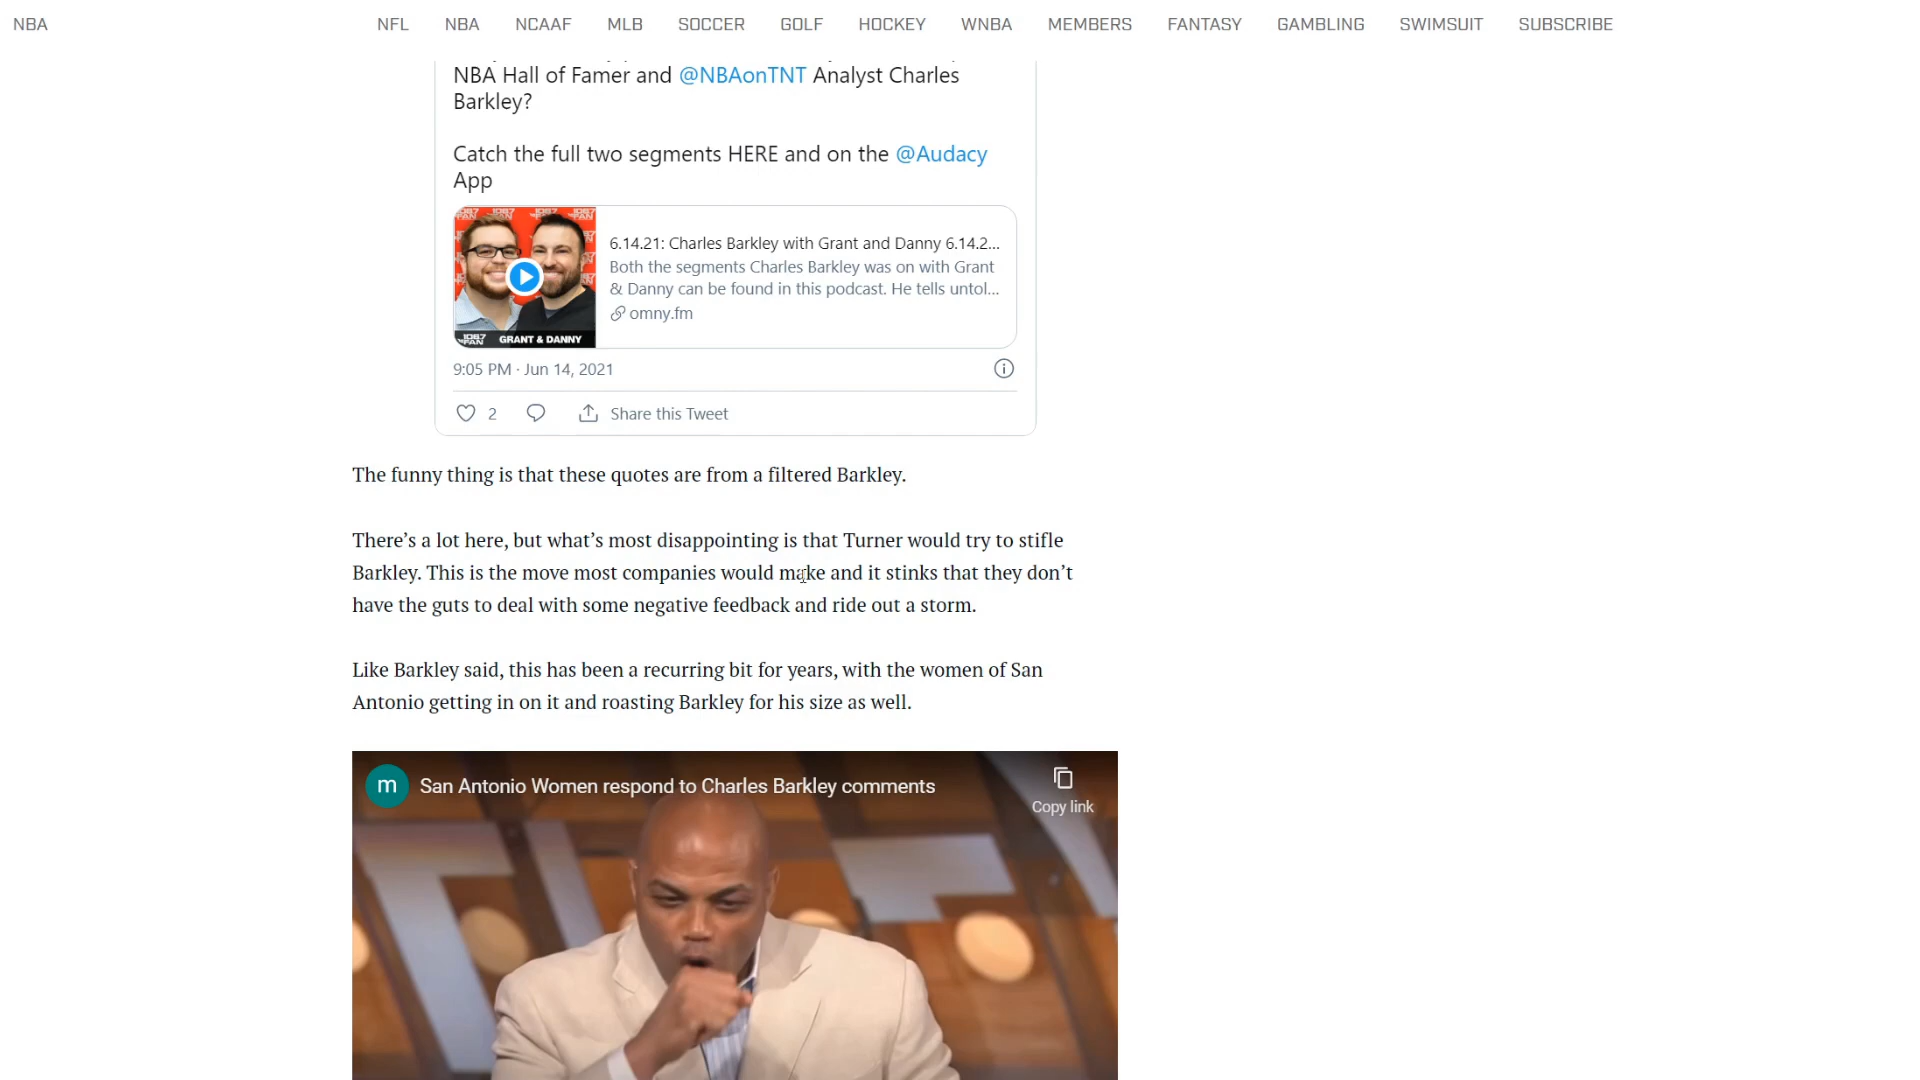 NBA
NFL NBA NCAAF MLB SOCCER GOLF HOCKEY WNBA MEMBERS FANTASY GAMBLING SWIMSUIT SUBSCRIBE
NBA Hall of Famer and @NBAonTNT Analyst Charles
Barkley?
Catch the full two segments HERE and on the @Audacy
App
6.14.21: Charles Barkley with Grant and Danny 6.14.2...
Both the segments Charles Barkley was on with Grant
& Danny can be found in this podcast. He tells untol...
omny.fm
106.7
FAN
GRANT & DANNY
9:05 PM · Jun 14, 2021
2
Share this Tweet
The funny thing is that these quotes are from a filtered Barkley.
There’s a lot here, but what’s most disappointing is that Turner would try to stifle
Barkley. This is the move most companies would make and it stinks that they don’t
have the guts to deal with some negative feedback and ride out a storm.
Like Barkley said, this has been a recurring bit for years, with the women of San
Antonio getting in on it and roasting Barkley for his size as well.
m
San Antonio Women respond to Charles Barkley comments
Copy link